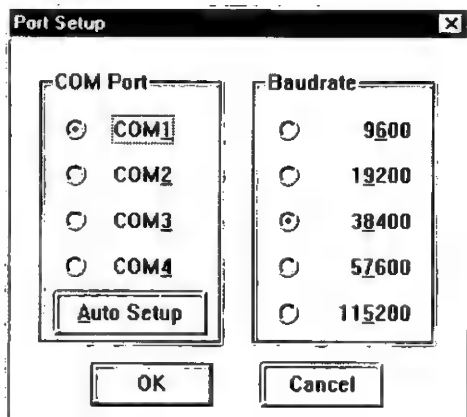 Port Setup
COM Port
COM1
COM2
COM3
COM4
Auto Setup
Baudrate
9600
19200
38400
57600
115200
OK
Cancel